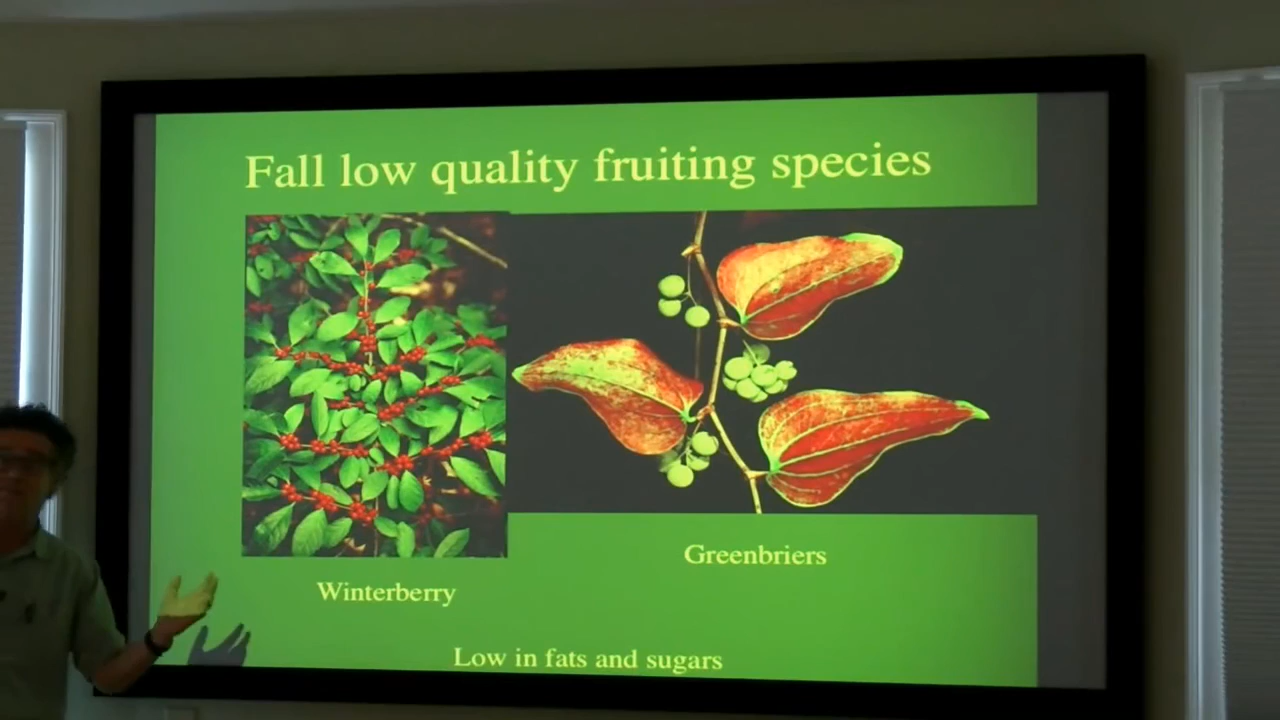 Fall low quality fruiting species
Greenbriers
Winterberry
Low in fats and sugars